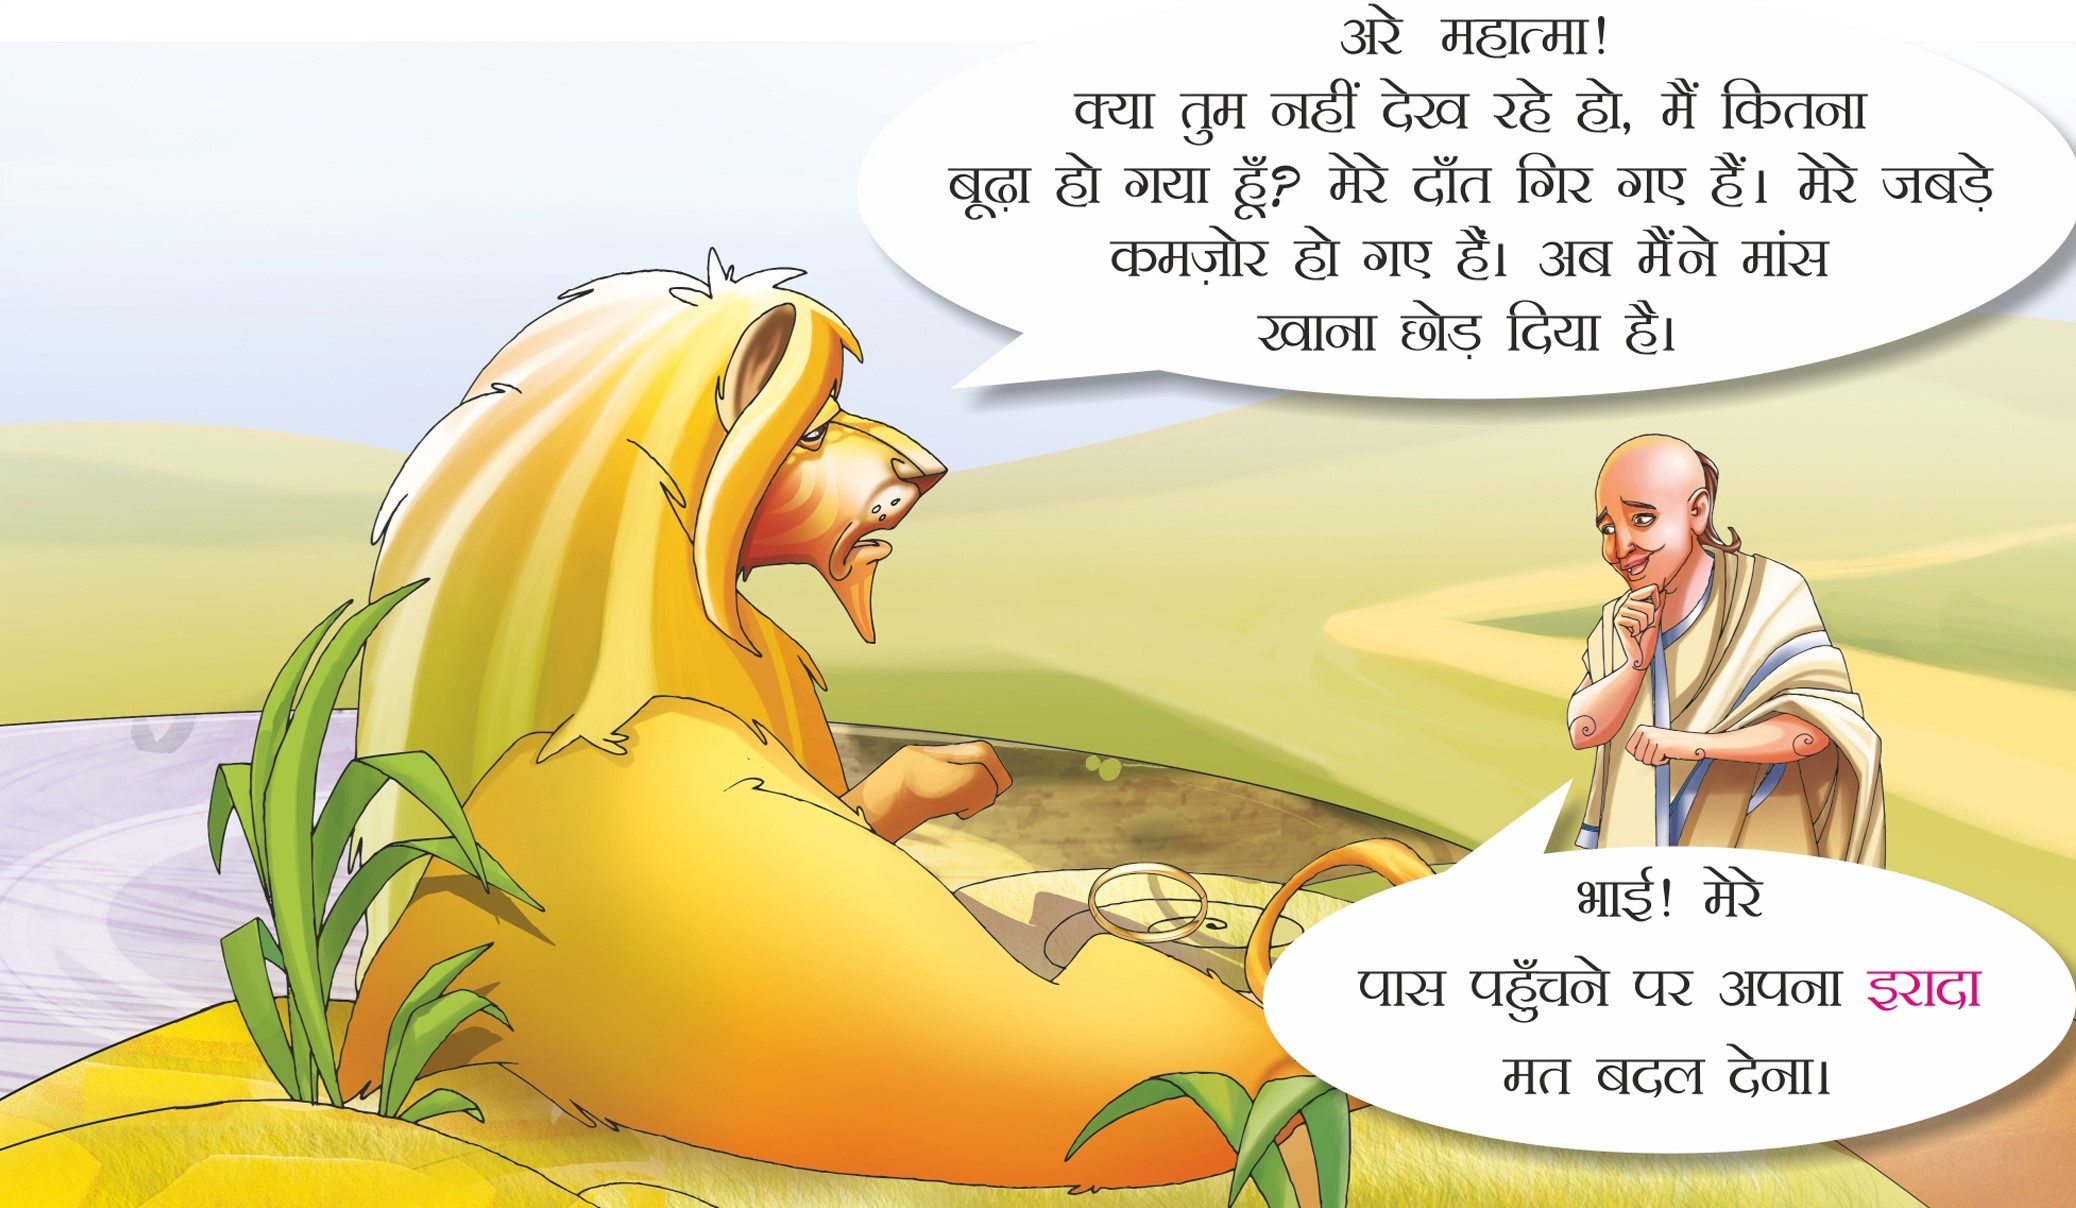 अरे महात्मा!
क्या तुम नहीं देख रहे हो, मैं कितना
बूढ़ा हो गया हूँ? मेरे दाँत गिर गए हैं। मेरे जबड़े
कमज़ोर हो गए हैं। अब मैंने मांस
खाना छोड़ दिया है।
भाई! मेरे
पास पहुँचने पर अपना इरादा
मत बदल देना।